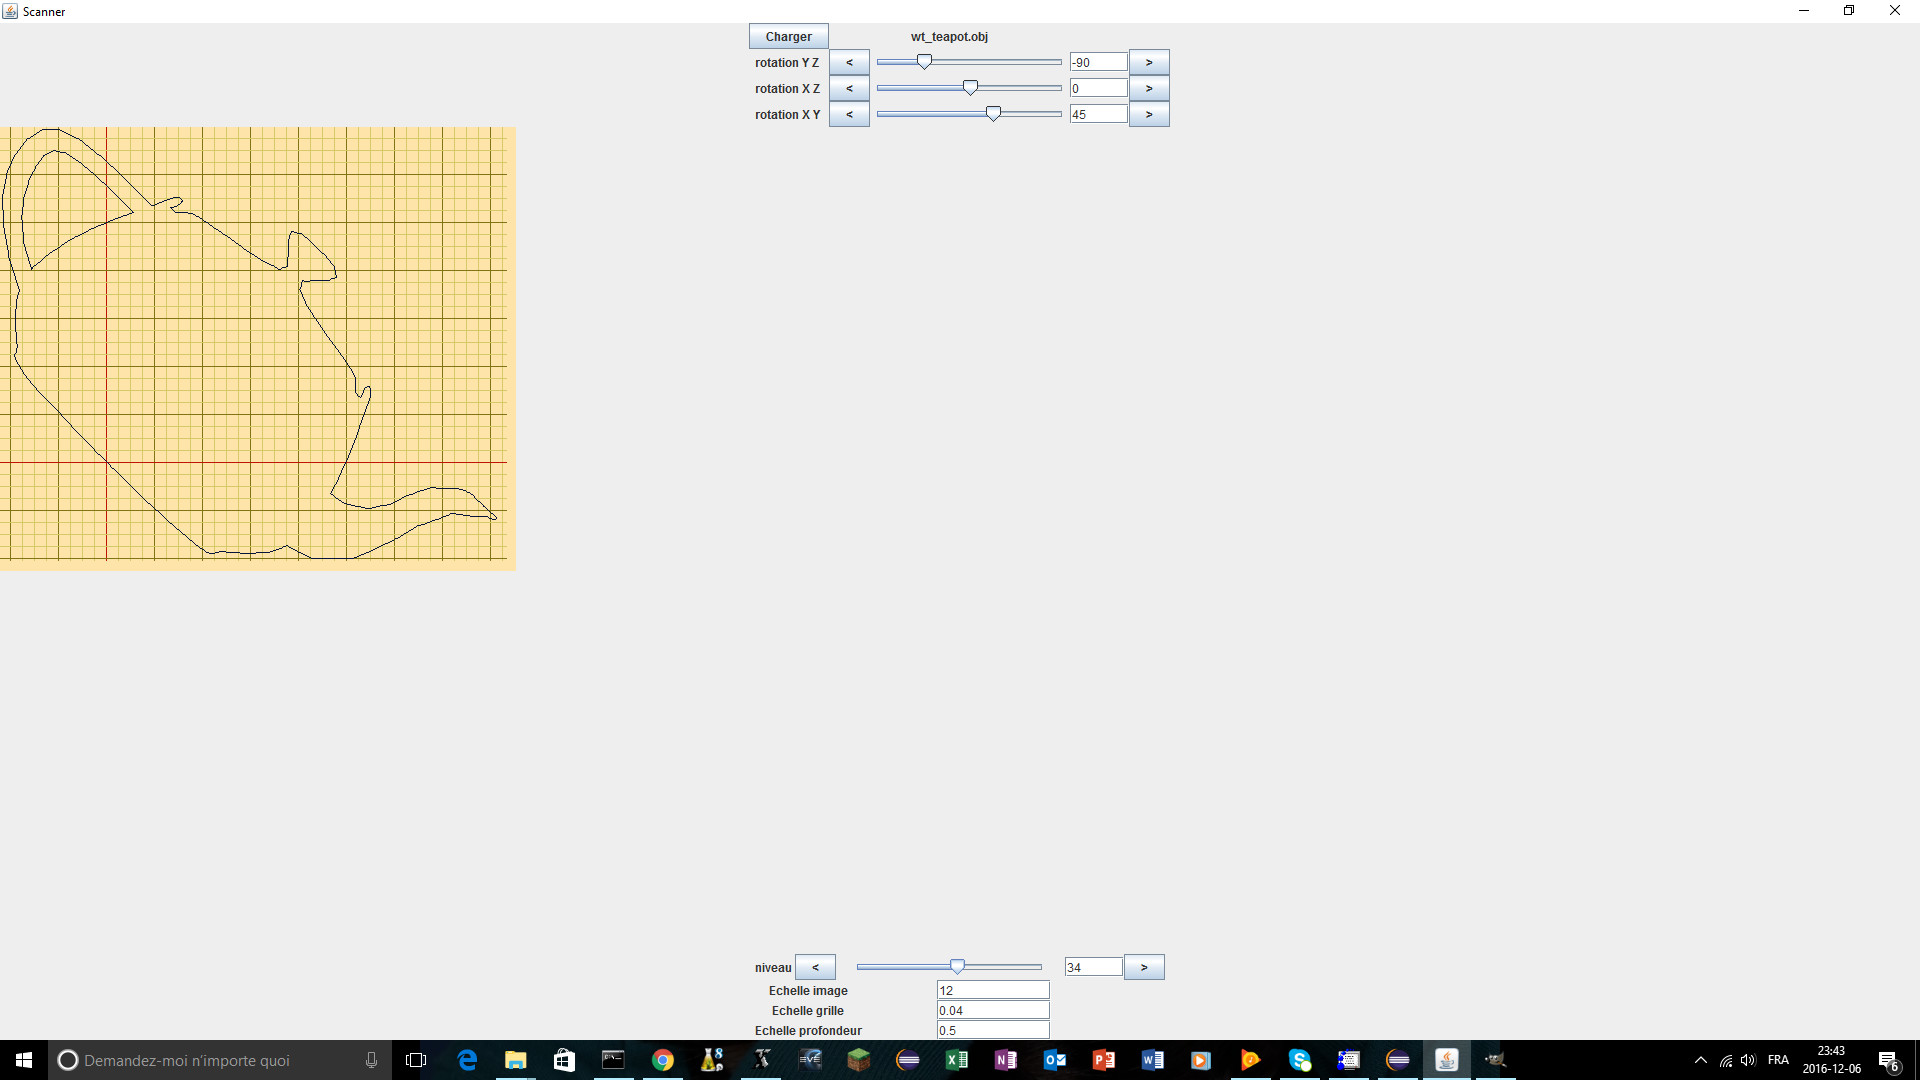 Scanner
Charger wt_teapot.obj
rotation Y Z < -90 >
rotation X Z < 0 >
rotation X Y < 45 >
niveau < 34 >
Echelle image 12
Echelle grille 0.04
Echelle profondeur 0.5
Demandez-moi n'importe quoi
FRA
23:43
2016-12-06
6